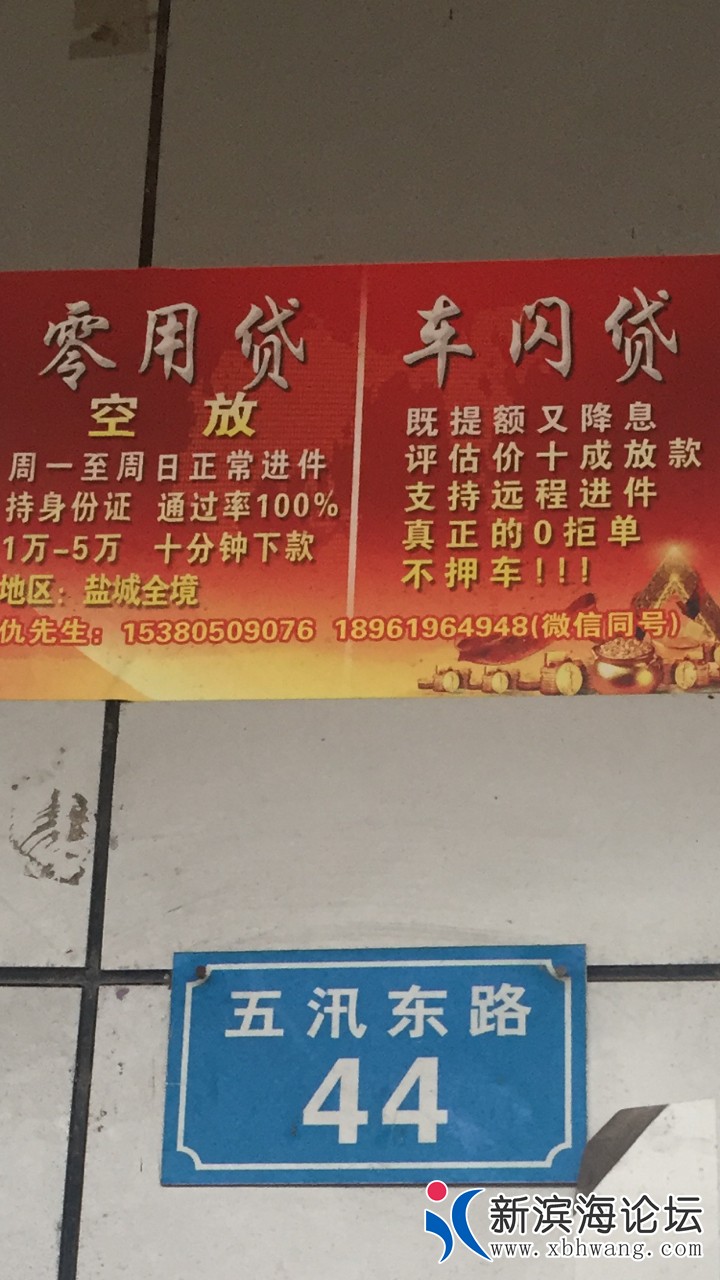 零用贷
空放
周一至周日正常进件
持身份证 通过率100%
1万-5万 十分钟下款
地区：盐城全境
车闪贷
既提额又降息
评估价十成放款
支持远程进件
真正的0拒单
不押车!!!
仇先生：15380509076 18961964948(微信同号)
五汛东路
44
新滨海论坛
www.xbhwang.com